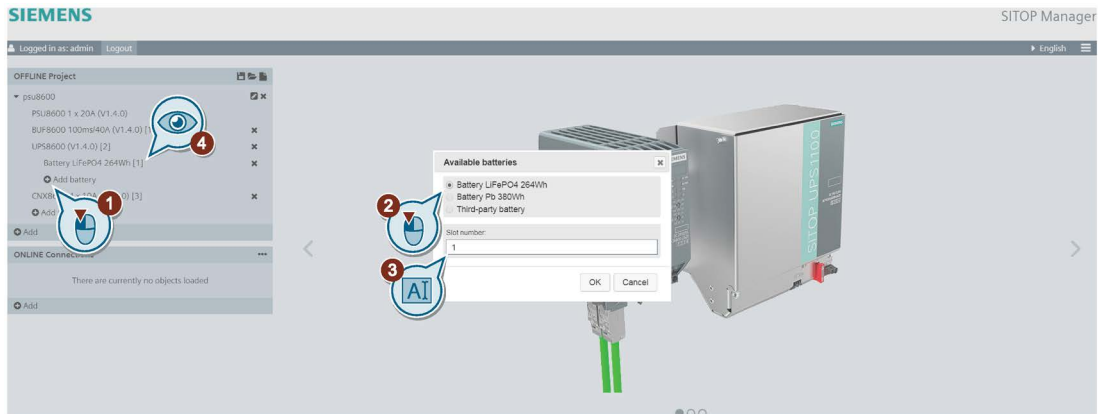 SIEMENS
SITOP Manager
Logged in as: admin Logout
English
OFFLINE Project
psu8600
PSU8600 1 x 20A (V1.4.0)
BUF8600 100ms/40A (V1.4.0) [1
4
UPS8600 (V1.4.0) [2]
Battery LiFePO4 264Wh [1]
Add battery
1
[3]
Add
Add
ONLINE
There are currently no objects loaded
Add
Available batteries
Battery LiFePO4 264Wh
Battery Pb 380Wh
Third-party battery
2
Slot number:
1
3
AI
OK Cancel
SIEMENS
SITOP UPS1100